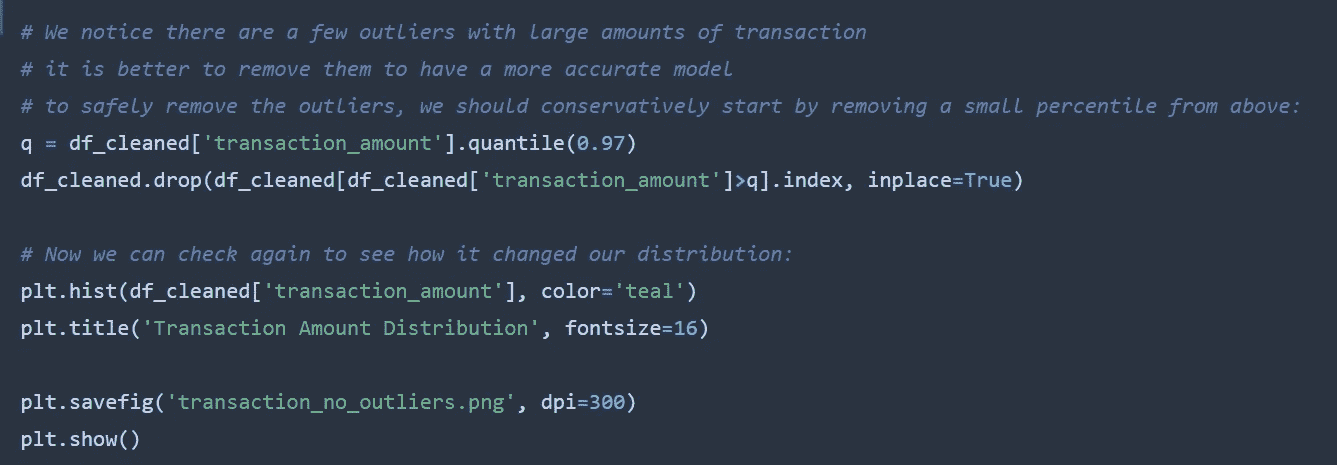 # We notice there are a few outliers with large amounts of transaction
# it is better to remove them to have a more accurate model
# to safely remove the outliers, we should conservatively start by removing a small percentile from above:
q = df_cleaned['transaction_amount'].quantile(0.97)
df_cleaned.drop(df_cleaned[df_cleaned['transaction_amount']>q].index, inplace=True)
# Now we can check again to see how it changed our distribution:
plt.hist(df_cleaned['transaction_amount'], color='teal')
plt.title('Transaction Amount Distribution', fontsize=16)
plt.savefig('transaction_no_outliers.png', dpi=300)
plt.show()